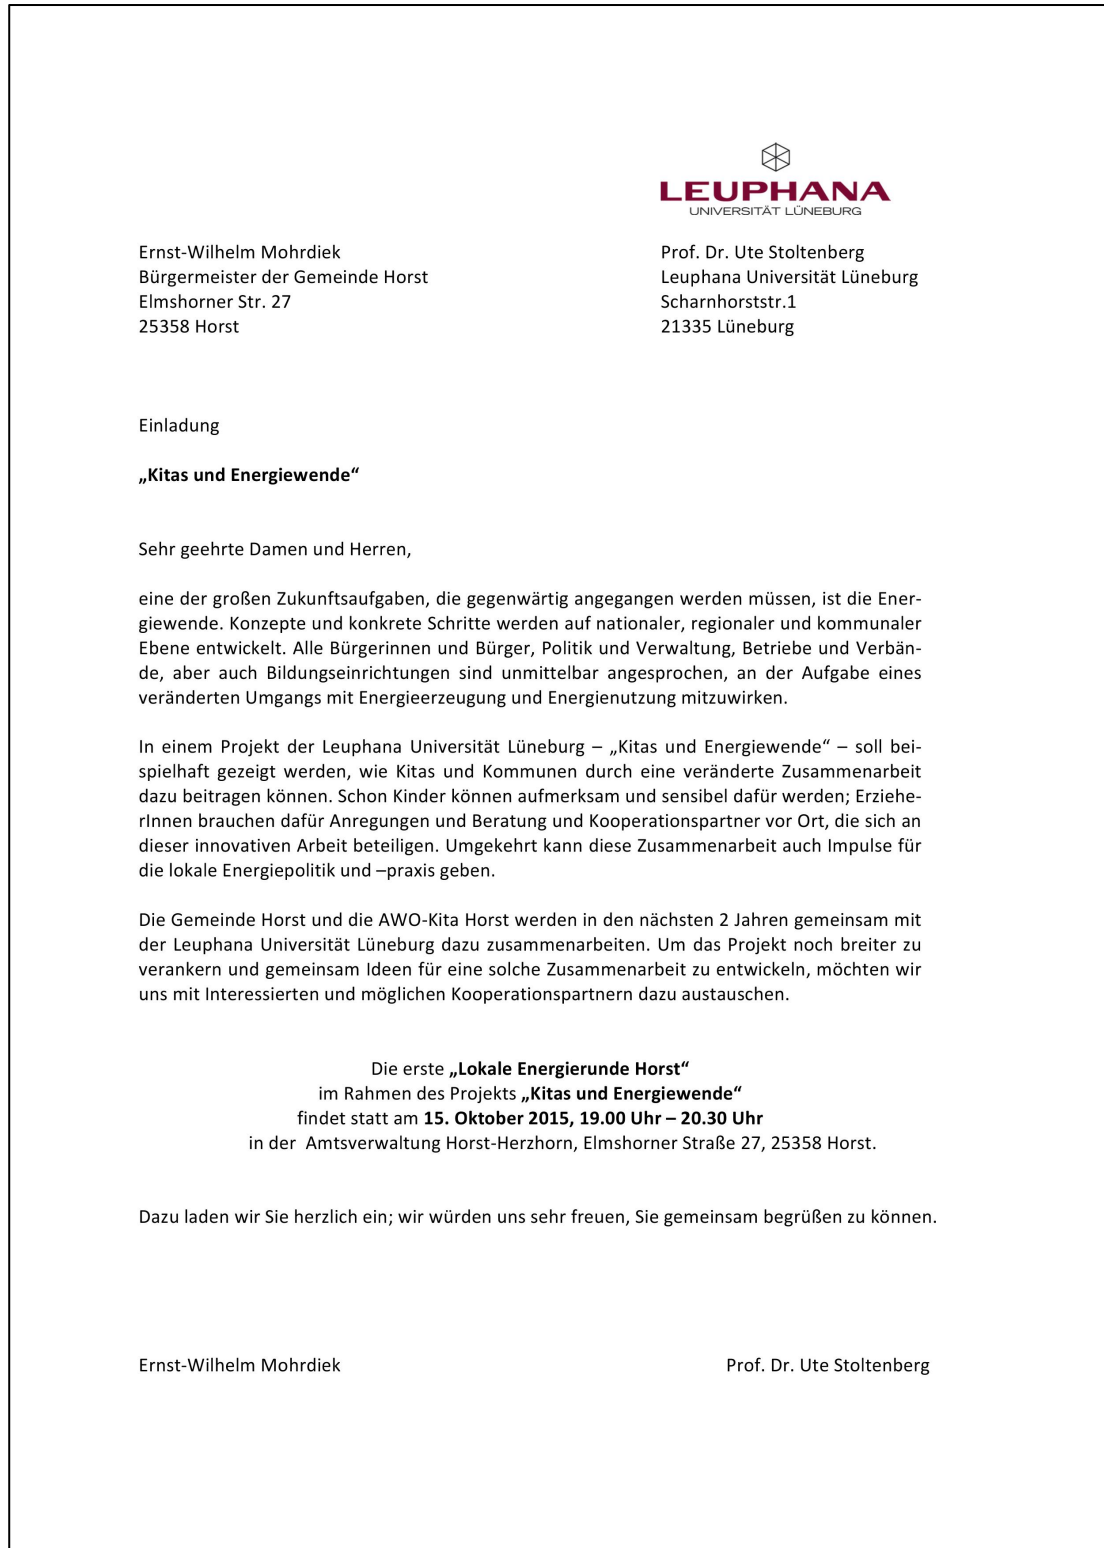 LEUPHANA
UNIVERSITÄT LÜNEBURG
Ernst-Wilhelm Mohrdiek
Bürgermeister der Gemeinde Horst
Elmshorner Str. 27
25358 Horst
Prof. Dr. Ute Stoltenberg
Leuphana Universität Lüneburg
Scharnhorststr.1
21335 Lüneburg
Einladung
„Kitas und Energiewende“
Sehr geehrte Damen und Herren,
eine der großen Zukunftsaufgaben, die gegenwärtig angegangen werden müssen, ist die Ener-
giewende. Konzepte und konkrete Schritte werden auf nationaler, regionaler und kommunaler
Ebene entwickelt. Alle Bürgerinnen und Bürger, Politik und Verwaltung, Betriebe und Verbän-
de, aber auch Bildungseinrichtungen sind unmittelbar angesprochen, an der Aufgabe eines
veränderten Umgangs mit Energieerzeugung und Energienutzung mitzuwirken.
In einem Projekt der Leuphana Universität Lüneburg – „Kitas und Energiewende“ – soll bei-
spielhaft gezeigt werden, wie Kitas und Kommunen durch eine veränderte Zusammenarbeit
dazu beitragen können. Schon Kinder können aufmerksam und sensibel dafür werden; Erziehe-
rInnen brauchen dafür Anregungen und Beratung und Kooperationspartner vor Ort, die sich an
dieser innovativen Arbeit beteiligen. Umgekehrt kann diese Zusammenarbeit auch Impulse für
die lokale Energiepolitik und –praxis geben.
Die Gemeinde Horst und die AWO-Kita Horst werden in den nächsten 2 Jahren gemeinsam mit
der Leuphana Universität Lüneburg dazu zusammenarbeiten. Um das Projekt noch breiter zu
verankern und gemeinsam Ideen für eine solche Zusammenarbeit zu entwickeln, möchten wir
uns mit Interessierten und möglichen Kooperationspartnern dazu austauschen.
Die erste „Lokale Energierunde Horst“
im Rahmen des Projekts „Kitas und Energiewende“
findet statt am 15. Oktober 2015, 19.00 Uhr – 20.30 Uhr
in der  Amtsverwaltung Horst-Herzhorn, Elmshorner Straße 27, 25358 Horst.
Dazu laden wir Sie herzlich ein; wir würden uns sehr freuen, Sie gemeinsam begrüßen zu können.
Ernst-Wilhelm Mohrdiek
Prof. Dr. Ute Stoltenberg